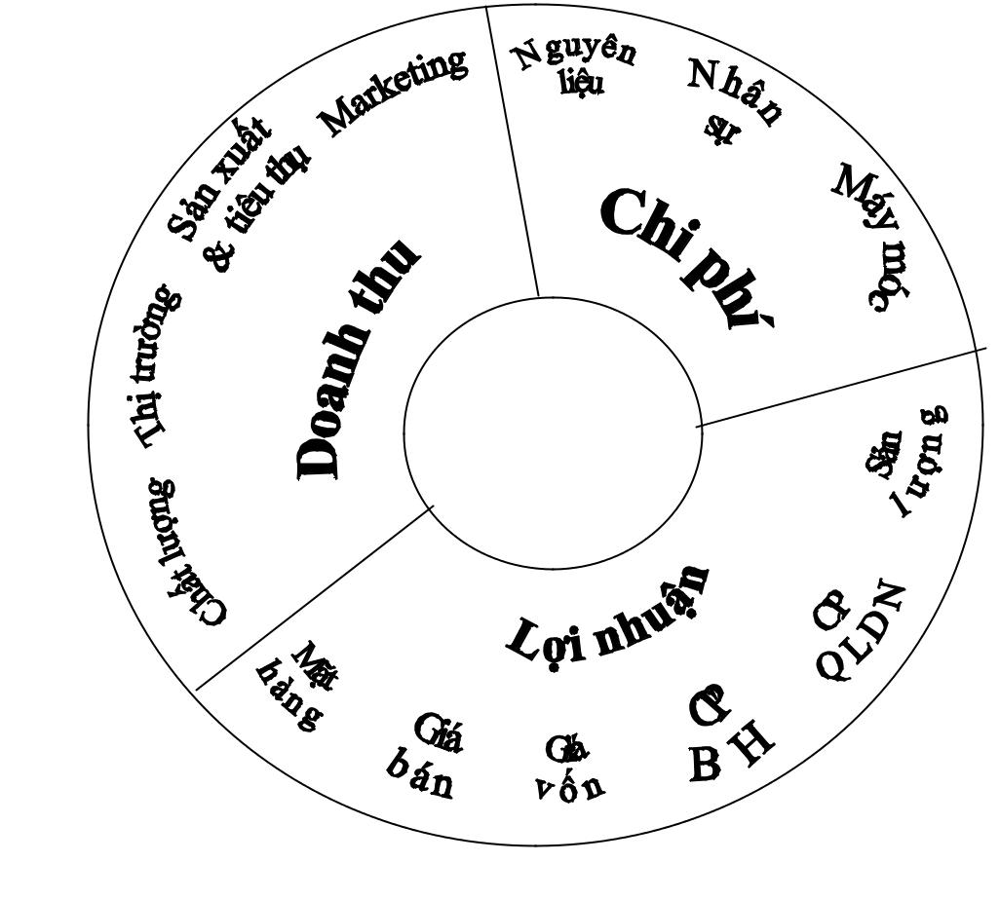 Nguyên
liệu
Nhân
sự
Máy móc
Chi phí
Marketing
Sản xuất
& tiêu thụ
Thị trường
Chất lượng
Doanh thu
Sản
lượng
CP
QLDN
CP
BH
Giá
vốn
Giá
bán
Mặt
hàng
Lợi nhuận